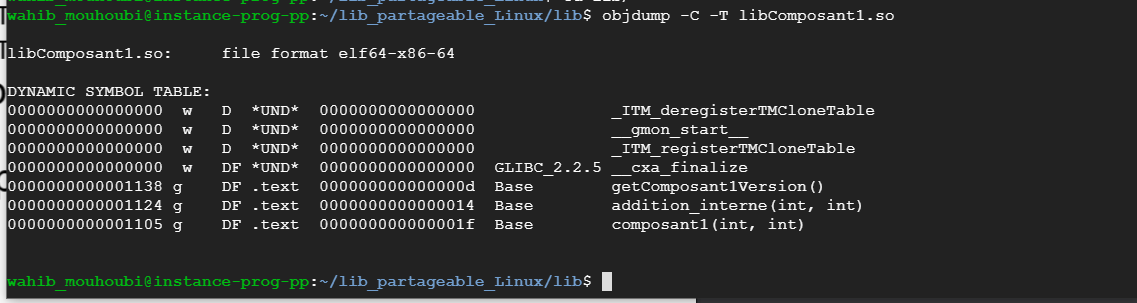 wahib_mouhoubi@instance-prog-pp:~/lib_partageable_Linux/lib$ objdump -C -T libComposant1.so
libComposant1.so:     file format elf64-x86-64
DYNAMIC SYMBOL TABLE:
0000000000000000  w   D  *UND*  0000000000000000              _ITM_deregisterTMCloneTable
0000000000000000  w   D  *UND*  0000000000000000              __gmon_start__
0000000000000000  w   D  *UND*  0000000000000000              _ITM_registerTMCloneTable
0000000000000000  w   DF *UND*  0000000000000000  GLIBC_2.2.5 __cxa_finalize
0000000000001138 g    DF .text  000000000000000d  Base        getComposant1Version()
0000000000001124 g    DF .text  0000000000000014  Base        addition_interne(int, int)
0000000000001105 g    DF .text  000000000000001f  Base        composant1(int, int)
wahib_mouhoubi@instance-prog-pp:~/lib_partageable_Linux/lib$